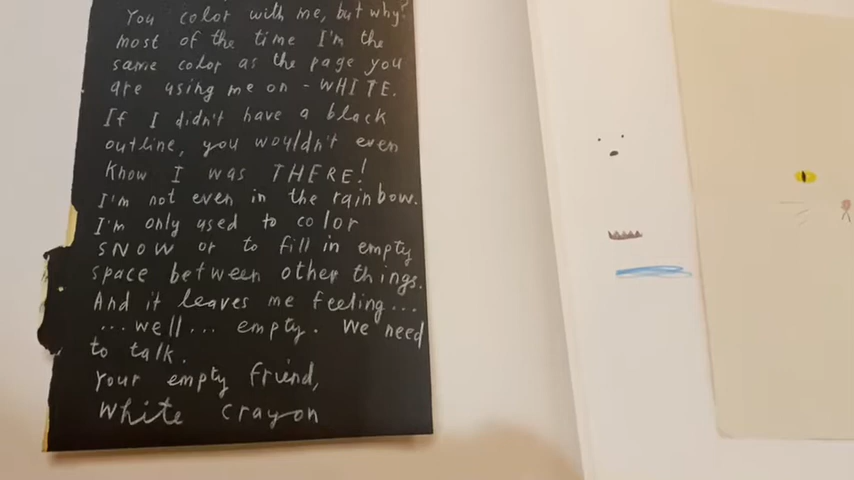 You color with me, but why?
most of the time I'm the
same color as the page you
are using me on - WHITE.
If I didn't have a black
outline, you wouldn't even
know I was THERE!
I'm not even in the rainbow.
I'm only used to color
SNOW or to fill in empty
space between other things.
And it leaves me feeling...
...well... empty. We need
to talk.
Your empty friend,
White Crayon